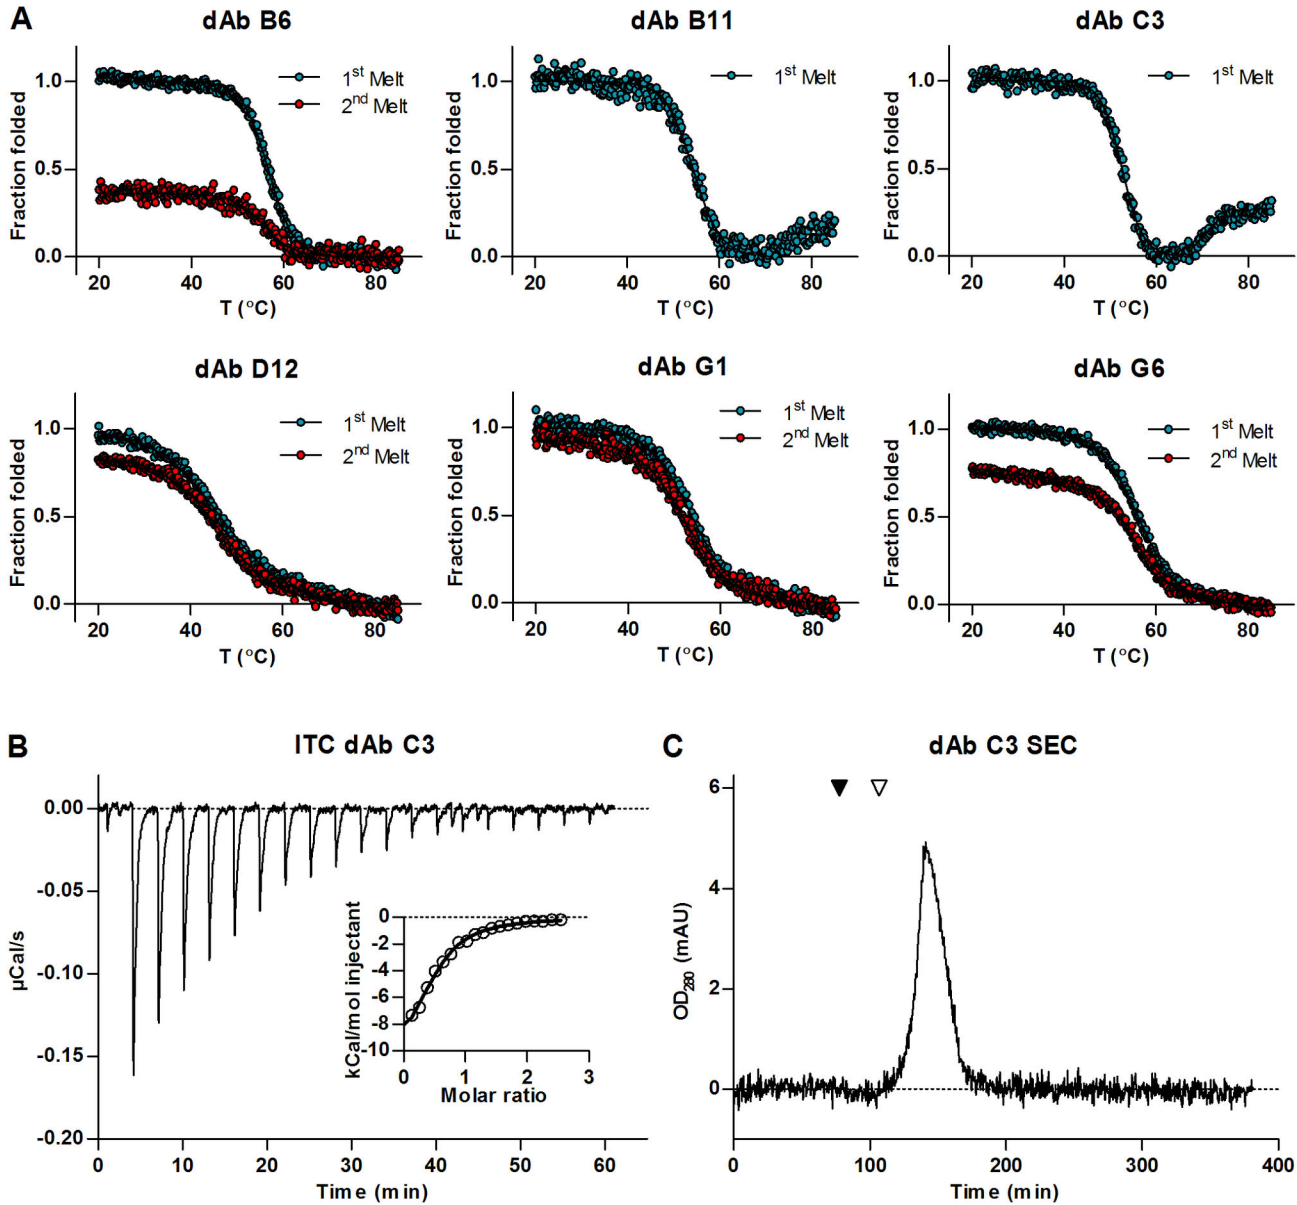 A
dAb B6
Fraction folded
1.0
0.5
0.0
1st Melt
2nd Melt
20 40 60 80
T (°C)
dAb B11
Fraction folded
1.0
0.5
0.0
1st Melt
20 40 60 80
T (°C)
dAb C3
Fraction folded
1.0
0.5
0.0
1st Melt
20 40 60 80
T (°C)
dAb D12
Fraction folded
1.0
0.5
0.0
1st Melt
2nd Melt
20 40 60 80
T (°C)
dAb G1
Fraction folded
1.0
0.5
0.0
1st Melt
2nd Melt
20 40 60 80
T (°C)
dAb G6
Fraction folded
1.0
0.5
0.0
1st Melt
2nd Melt
20 40 60 80
T (°C)
B
ITC dAb C3
µCal/s
0.00
-0.05
-0.10
-0.15
-0.20
0 10 20 30 40 50 60
Time (min)
kCal/mol injectant
0
-2
-4
-6
-8
-10
0 1 2 3
Molar ratio
C
dAb C3 SEC
OD280 (mAU)
6
4
2
0
0 100 200 300 400
Time (min)